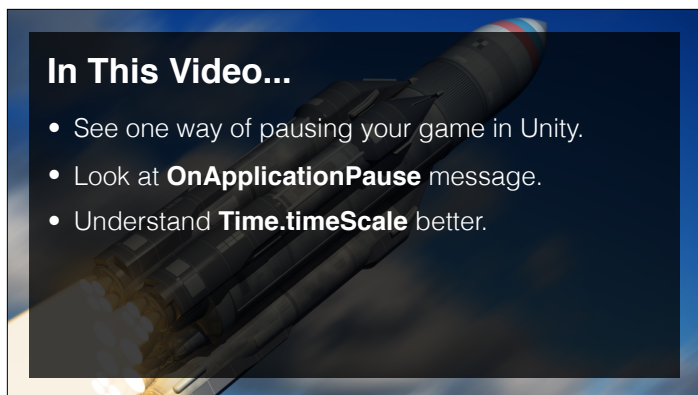 In This Video...
• See one way of pausing your game in Unity.
• Look at OnApplicationPause message.
• Understand Time.timeScale better.